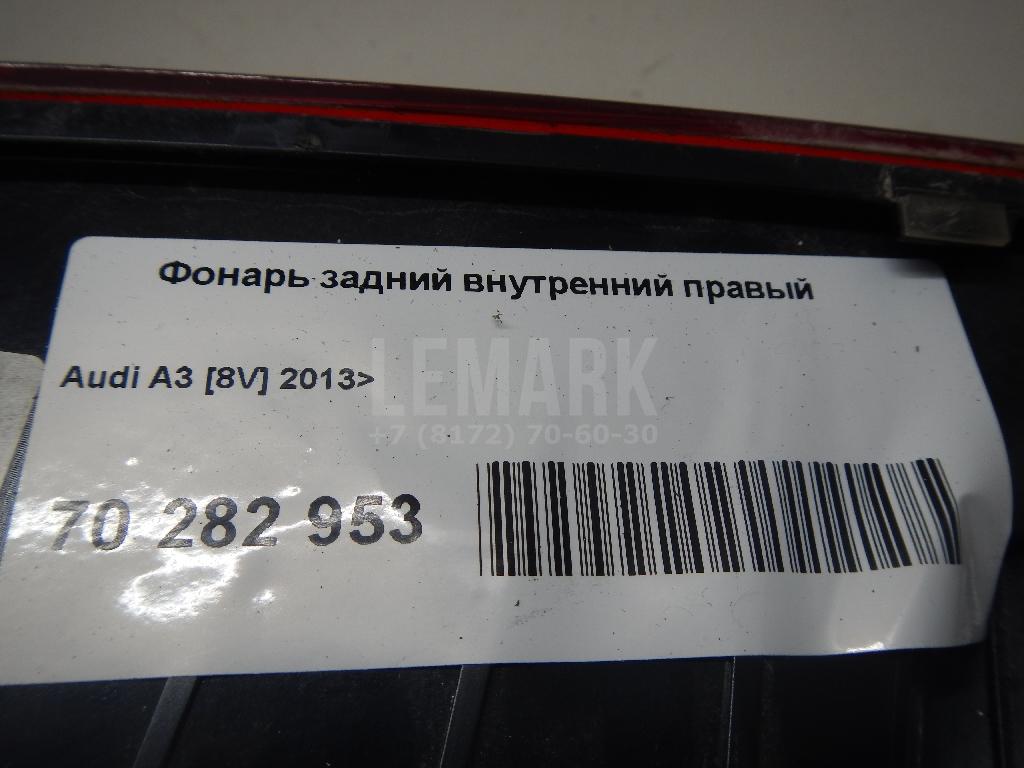 Фонарь задний внутренний правый
Audi A3 [8V] 2013>
LEMARK
+7 (8172) 70-60-30
70 282 953